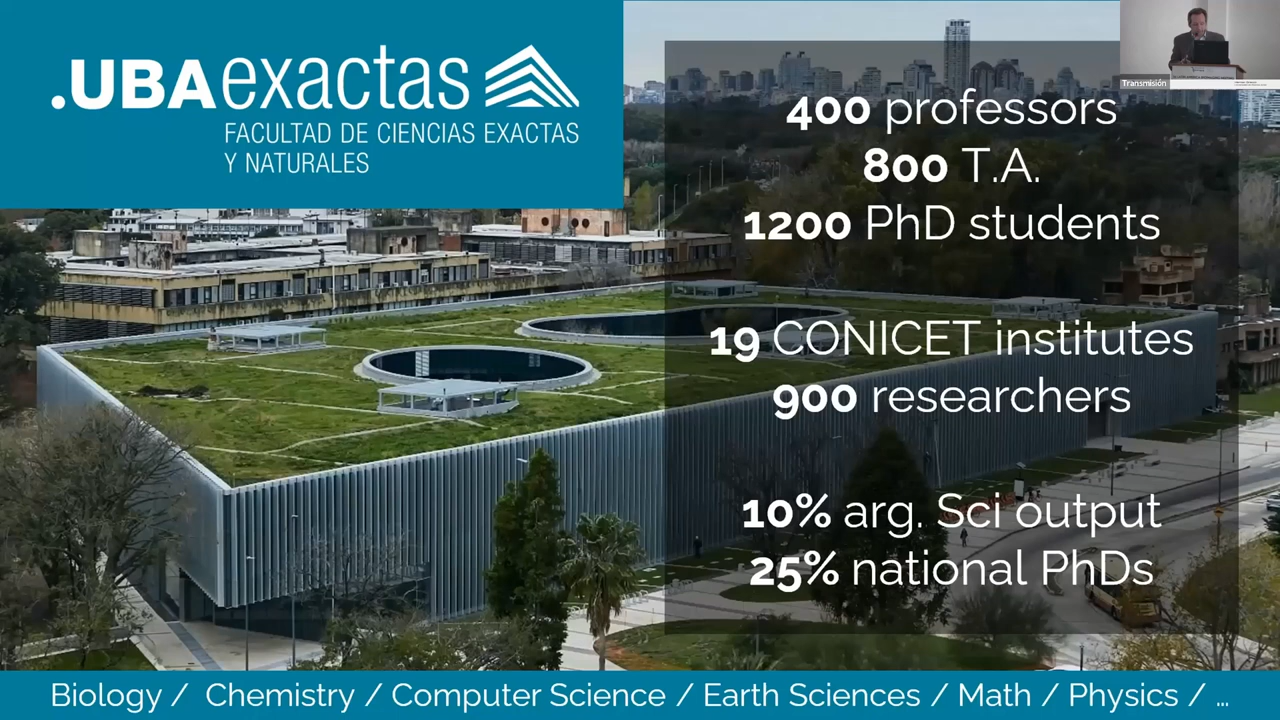 .UBAexactas
FACULTAD DE CIENCIAS EXACTAS
Y NATURALES
400 professors
800 T.A.
1200 PhD students
19 CONICET institutes
900 researchers
10% arg. Sci output
25% national PhDs
Transmisión
Biology / Chemistry / Computer Science / Earth Sciences / Math / Physics / ...